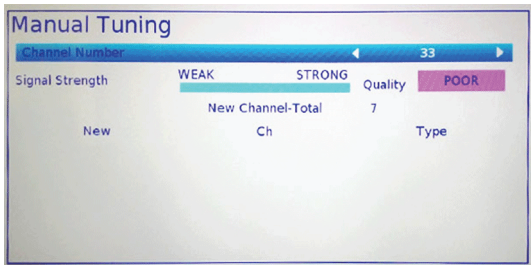 Manual Tuning
Channel Number 33
Signal Strength WEAK STRONG Quality POOR
New Channel-Total 7
New Ch Type